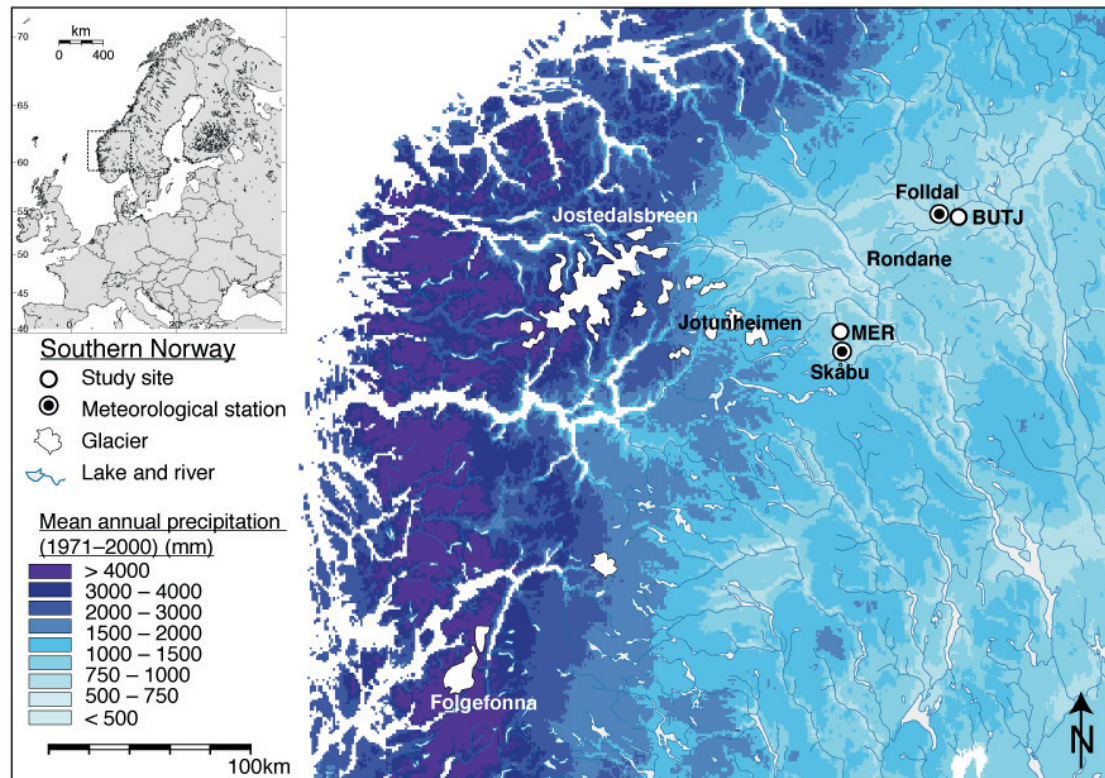 km
0 400
70
65
60
55
50
45
40
0
20
Southern Norway
Study site
Meteorological station
Glacier
Lake and river
Mean annual precipitation
(1971–2000) (mm)
> 4000
3000 – 4000
2000 – 3000
1500 – 2000
1000 – 1500
750 – 1000
500 – 750
< 500
100km
Jostedalsbreen
Folldal
BUTJ
Rondane
Jotunheimen
MER
Skåbu
Folgefonna
N